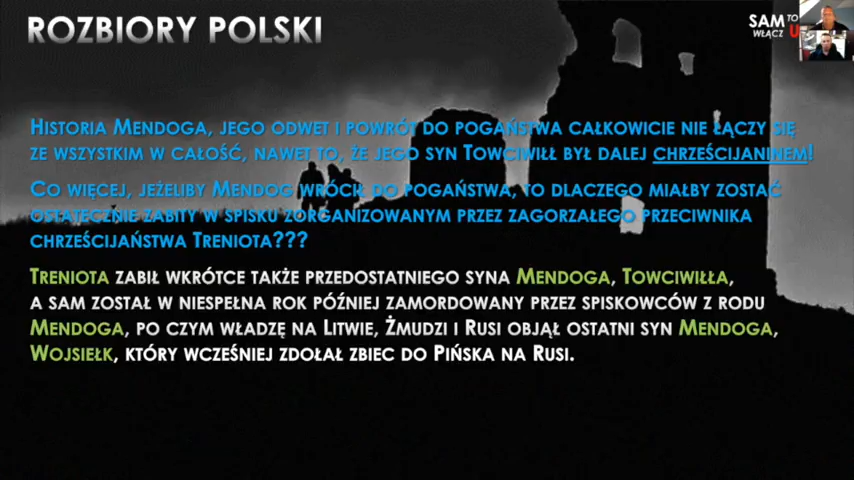 ROZBIORY POLSKI
SAM TO
WŁĄCZ U
HISTORIA MENDOGA, JEGO ODWET I POWRÓT DO POGAŃSTWA CAŁKOWICIE NIE ŁĄCZY SIĘ
ZE WSZYSTKIM W CAŁOŚĆ, NAWET TO, ŻE JEGO SYN TOWCIWIŁŁ BYŁ DALEJ CHRZEŚCIJANINEM!
CO WIĘCEJ, JEŻELIBY MENDOG WRÓCIŁ DO POGAŃSTWA, TO DLACZEGO MIAŁBY ZOSTAĆ
OSTATECZNIE ZABITY W SPISKU ZORGANIZOWANYM PRZEZ ZAGORZAŁEGO PRZECIWNIKA
CHRZEŚCIJAŃSTWA TRENIOTA???
TRENIOTA ZABIŁ WKRÓTCE TAKŻE PRZEDOSTATNIEGO SYNA MENDOGA, TOWCIWIŁŁA,
A SAM ZOSTAŁ W NIESPEŁNA ROK PÓŹNIEJ ZAMORDOWANY PRZEZ SPISKOWCÓW Z RODU
MENDOGA, PO CZYM WŁADZĘ NA LITWIE, ŻMUDZI I RUSI OBJĄŁ OSTATNI SYN MENDOGA,
WOJSIEŁK, KTÓRY WCZEŚNIEJ ZDOŁAŁ ZBIEC DO PIŃSKA NA RUSI.